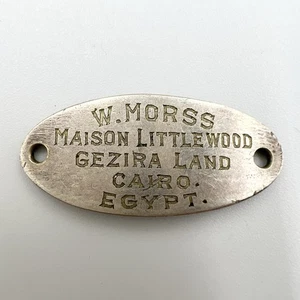 W. MORSS
MAISON LITTLEWOOD
GEZIRA LAND
CAIRO.
EGYPT.